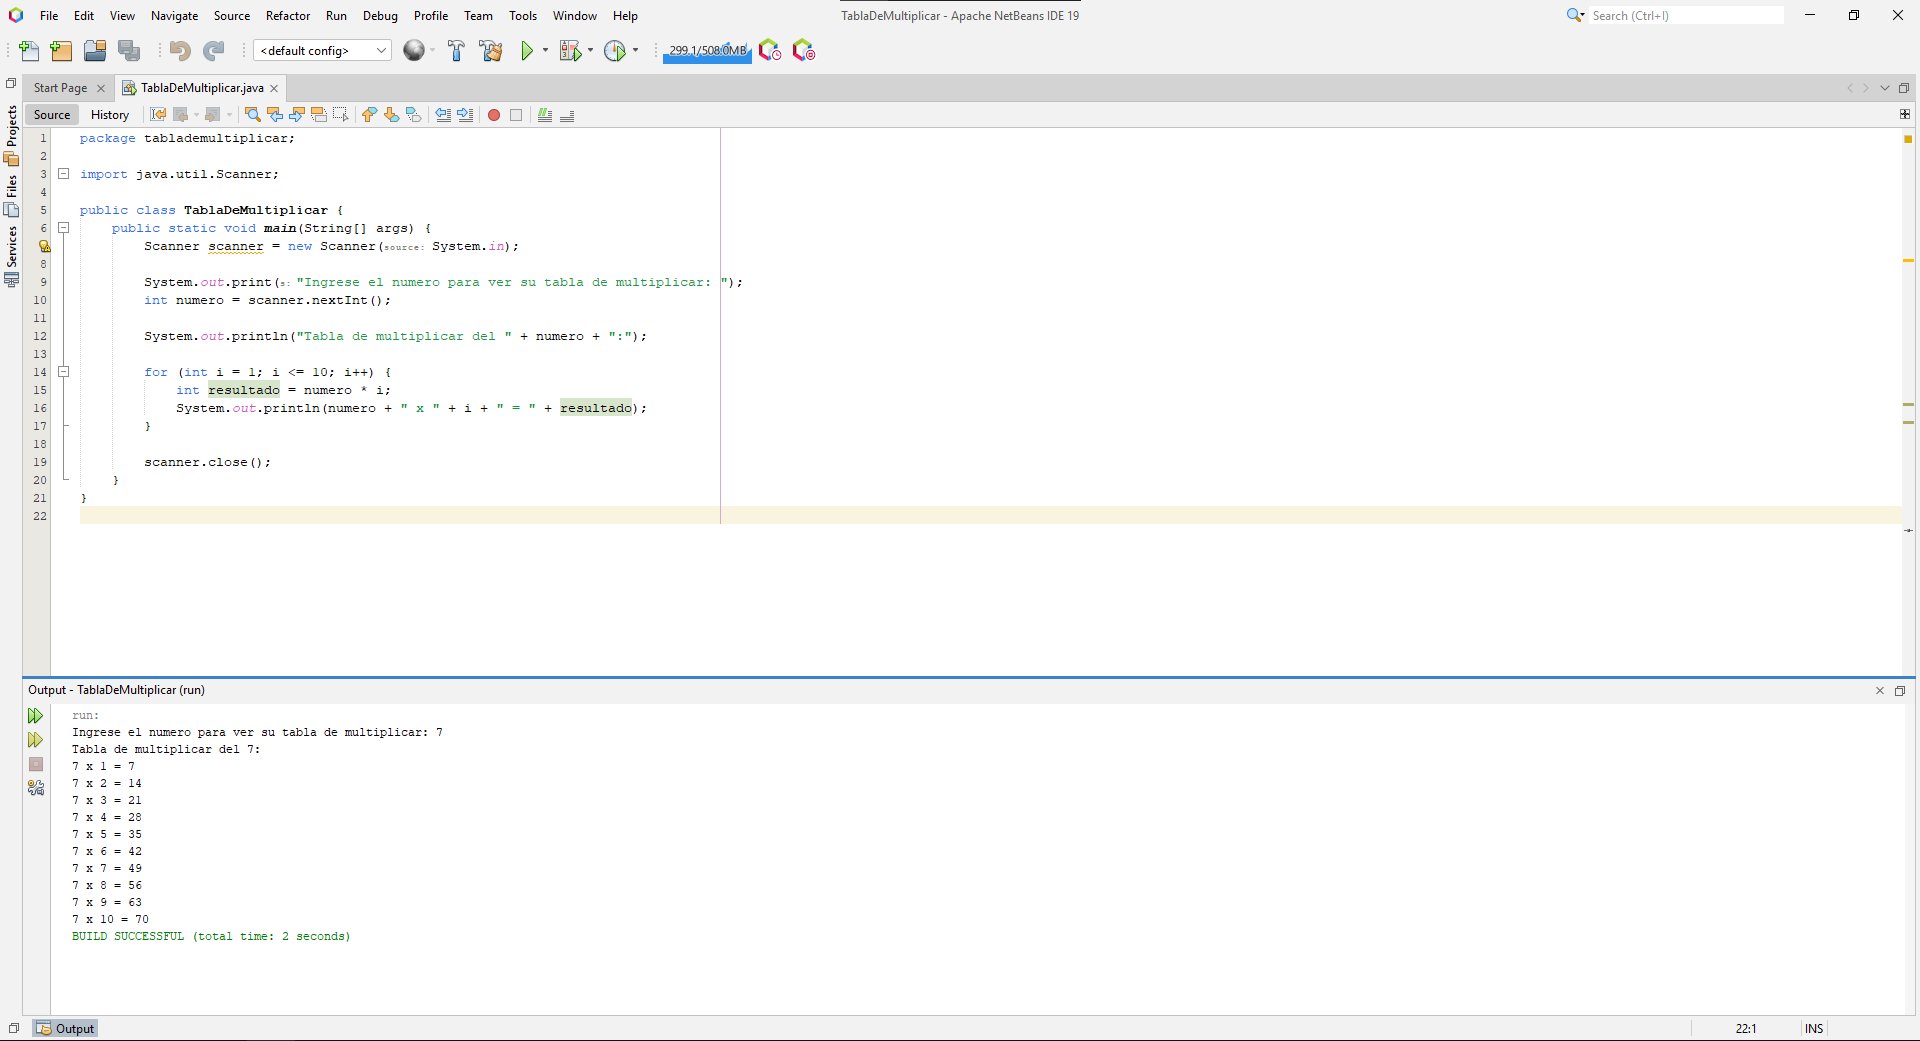 File Edit View Navigate Source Refactor Run Debug Profile Team Tools Window Help
TablaDeMultiplicar - Apache NetBeans IDE 19
Search (Ctrl+I)
<default config>
299.1/508.0MB
Start Page
TablaDeMultiplicar.java
Source History
Projects
Files
Services
1 package tablademultiplicar;
2
3 import java.util.Scanner;
4
5 public class TablaDeMultiplicar {
6 public static void main(String[] args) {
Scanner scanner = new Scanner(source: System.in);
8
9 System.out.print(s: "Ingrese el numero para ver su tabla de multiplicar: ");
10 int numero = scanner.nextInt();
11
12 System.out.println("Tabla de multiplicar del " + numero + ":");
13
14 for (int i = 1; i <= 10; i++) {
15 int resultado = numero * i;
16 System.out.println(numero + " x " + i + " = " + resultado);
17 }
18
19 scanner.close();
20 }
21 }
22
Output - TablaDeMultiplicar (run)
run:
Ingrese el numero para ver su tabla de multiplicar: 7
Tabla de multiplicar del 7:
7 x 1 = 7
7 x 2 = 14
7 x 3 = 21
7 x 4 = 28
7 x 5 = 35
7 x 6 = 42
7 x 7 = 49
7 x 8 = 56
7 x 9 = 63
7 x 10 = 70
BUILD SUCCESSFUL (total time: 2 seconds)
Output
22:1 INS